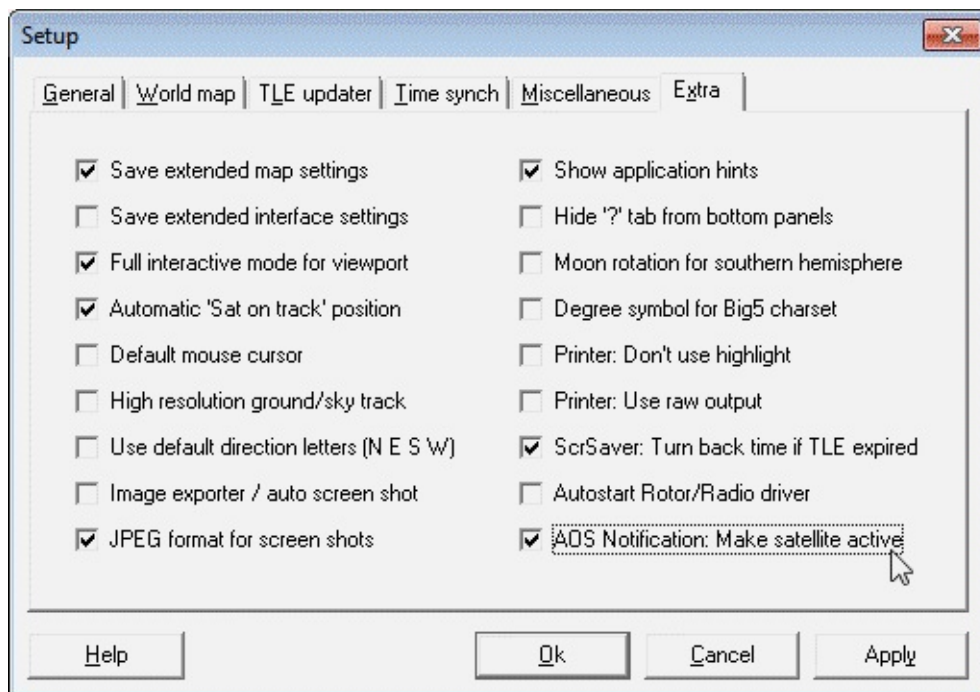 Setup
General World map TLE updater Time synch Miscellaneous Extra
Save extended map settings
Save extended interface settings
Full interactive mode for viewport
Automatic 'Sat on track' position
Default mouse cursor
High resolution ground/sky track
Use default direction letters (N E S W)
Image exporter / auto screen shot
JPEG format for screen shots
Show application hints
Hide '?' tab from bottom panels
Moon rotation for southern hemisphere
Degree symbol for Big5 charset
Printer: Don't use highlight
Printer: Use raw output
ScrSaver: Turn back time if TLE expired
Autostart Rotor/Radio driver
AOS Notification: Make satellite active
Help Ok Cancel Apply